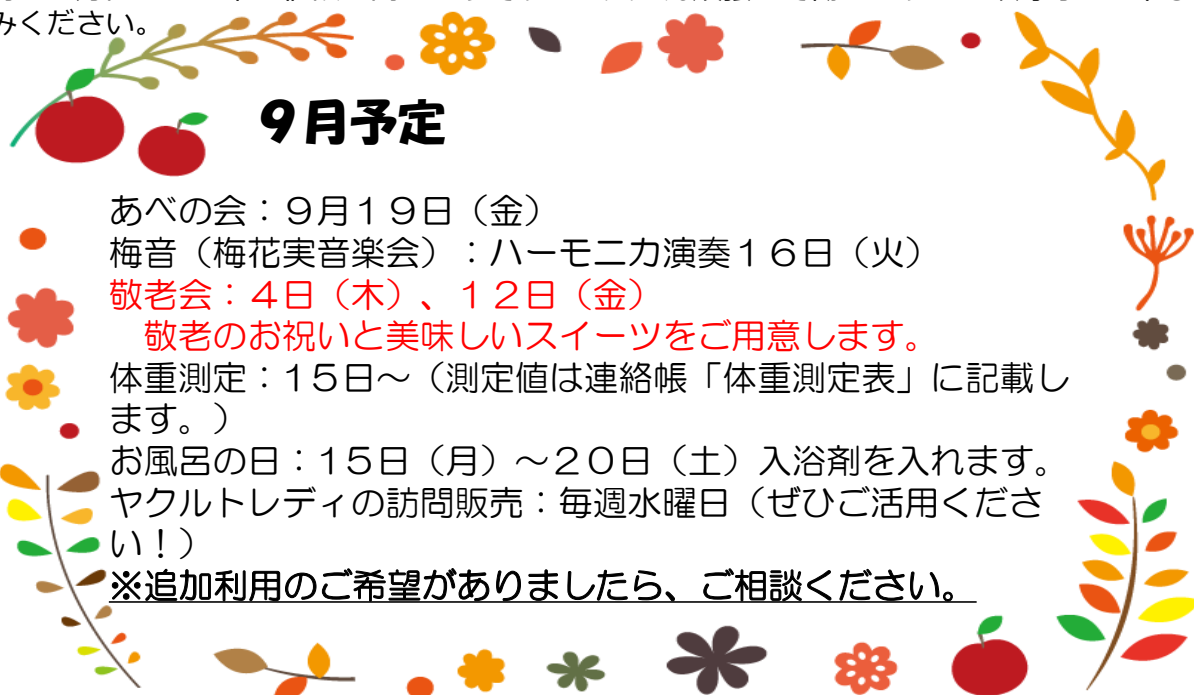 みください。
9月予定
あべの会：９月１９日（金）
梅音（梅花実音楽会）：ハーモニカ演奏１６日（火）
敬老会：４日（木）、１２日（金）
敬老のお祝いと美味しいスイーツをご用意します。
体重測定：１５日～（測定値は連絡帳「体重測定表」に記載し
ます。）
お風呂の日：１５日（月）～２０日（土）入浴剤を入れます。
ヤクルトレディの訪問販売：毎週水曜日（ぜひご活用くださ
い！）
※追加利用のご希望がありましたら、ご相談ください。